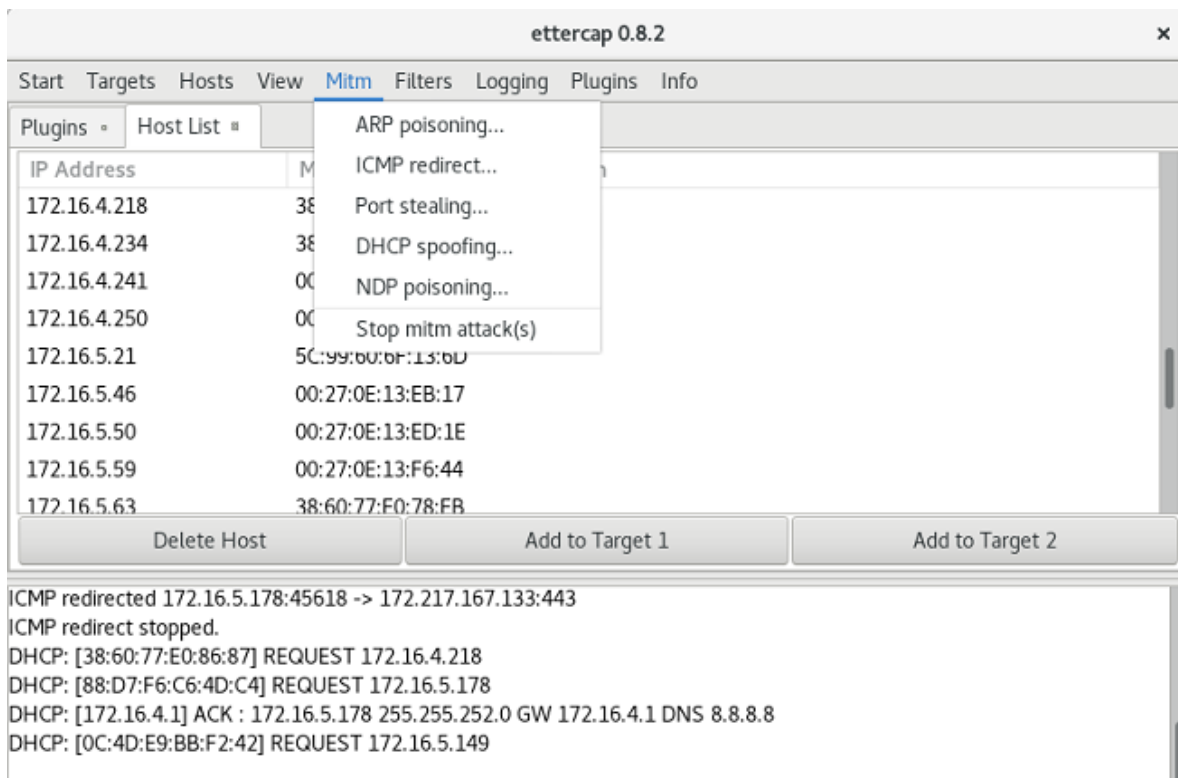 ettercap 0.8.2 ×
Start Targets Hosts View Mitm Filters Logging Plugins Info
Plugins Host List
ARP poisoning...
ICMP redirect...
Port stealing...
DHCP spoofing...
NDP poisoning...
Stop mitm attack(s)
IP Address M
172.16.4.218 38
172.16.4.234 38
172.16.4.241 00
172.16.4.250 00
172.16.5.21 5C:99:60:6F:13:6D
172.16.5.46 00:27:0E:13:EB:17
172.16.5.50 00:27:0E:13:ED:1E
172.16.5.59 00:27:0E:13:F6:44
172.16.5.63 38:60:77:E0:78:EB
Delete Host Add to Target 1 Add to Target 2
ICMP redirected 172.16.5.178:45618 -> 172.217.167.133:443
ICMP redirect stopped.
DHCP: [38:60:77:E0:86:87] REQUEST 172.16.4.218
DHCP: [88:D7:F6:C6:4D:C4] REQUEST 172.16.5.178
DHCP: [172.16.4.1] ACK : 172.16.5.178 255.255.252.0 GW 172.16.4.1 DNS 8.8.8.8
DHCP: [0C:4D:E9:BB:F2:42] REQUEST 172.16.5.149